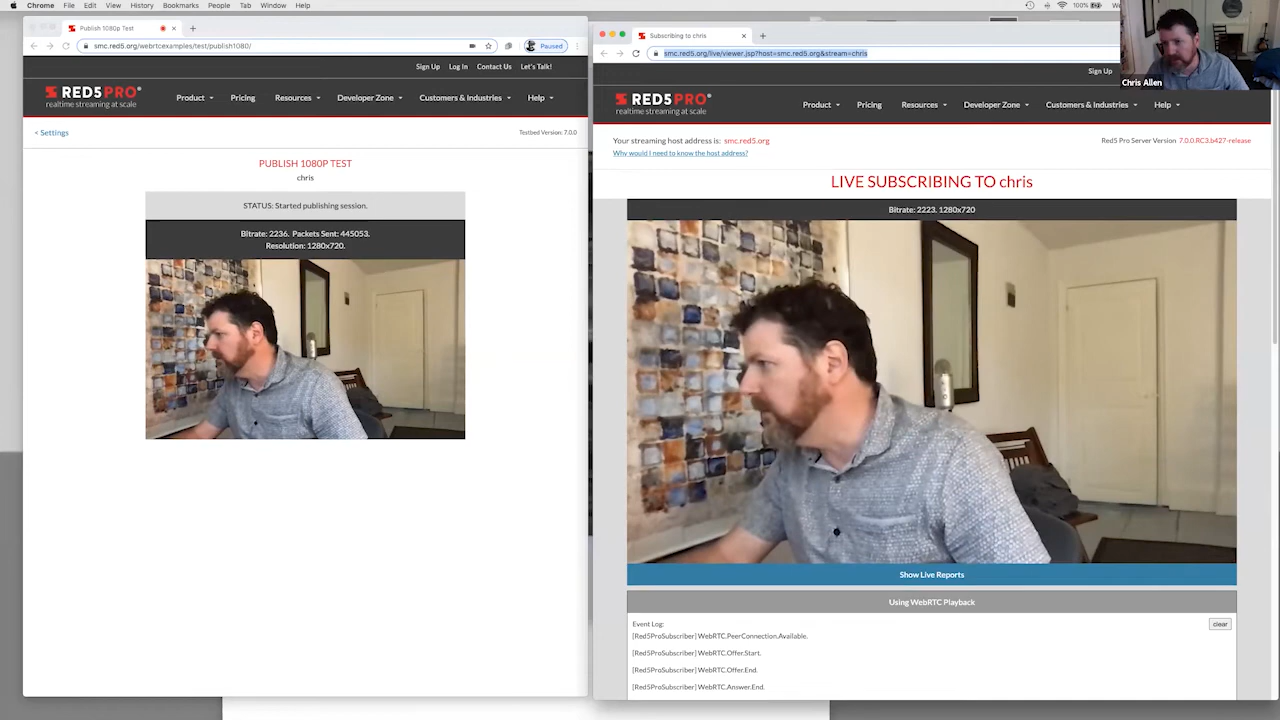 Chrome File Edit View History Bookmarks People Tab Window Help
100%
Publish 1080p Test
smc.red5.org/webrtcexamples/test/publish1080/
Paused
Sign Up Log In Contact Us Let's Talk!
RED5PRO
realtime streaming at scale
Product Pricing Resources Developer Zone Customers & Industries Help
< Settings
Testbed Version: 7.0.0
PUBLISH 1080P TEST
chris
STATUS: Started publishing session.
Bitrate: 2236. Packets Sent: 445053.
Resolution: 1280x720.
Subscribing to chris
smc.red5.org/live/viewer.jsp?host=smc.red5.org&stream=chris
Chris Allen
Sign Up
RED5PRO
realtime streaming at scale
Product Pricing Resources Developer Zone Customers & Industries Help
Your streaming host address is: smc.red5.org
Red5 Pro Server Version 7.0.0.RC3.b427-release
Why would I need to know the host address?
LIVE SUBSCRIBING TO chris
Bitrate: 2223. 1280x720
Show Live Reports
Using WebRTC Playback
Event Log:
clear
[Red5ProSubscriber] WebRTC.PeerConnection.Available.
[Red5ProSubscriber] WebRTC.Offer.Start.
[Red5ProSubscriber] WebRTC.Offer.End.
[Red5ProSubscriber] WebRTC.Answer.End.